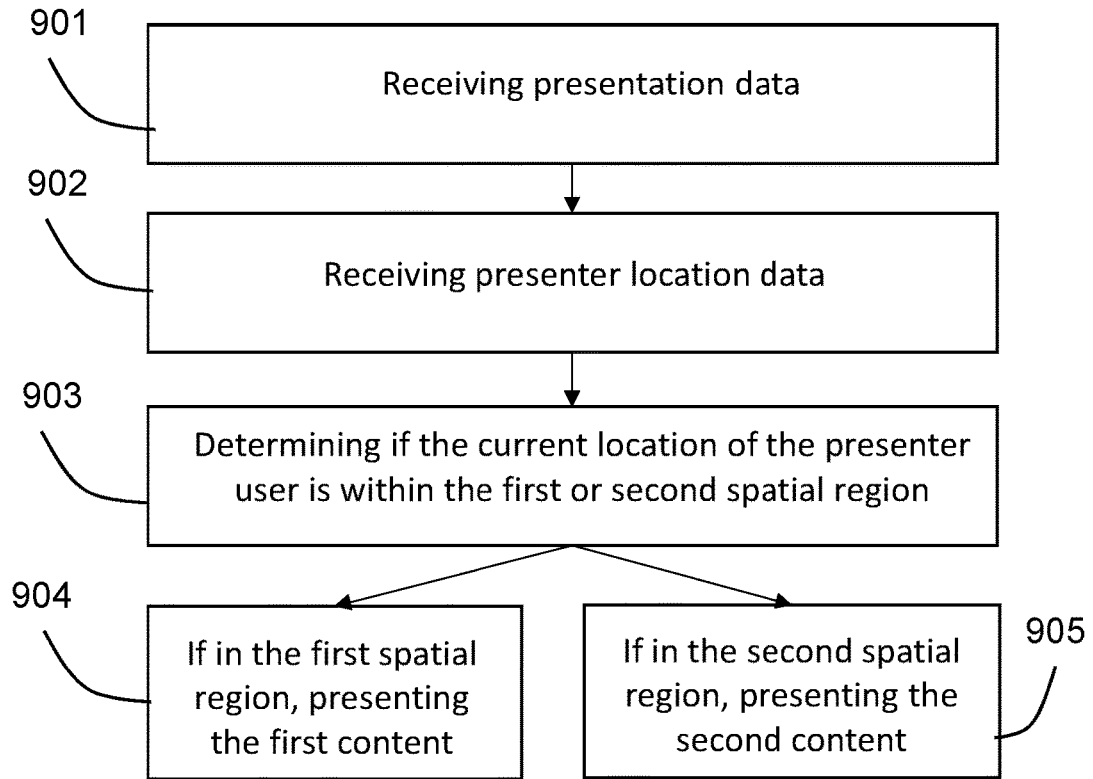 901
Receiving presentation data
902
Receiving presenter location data
903
Determining if the current location of the presenter
user is within the first or second spatial region
904
If in the first spatial
region, presenting
the first content
905
If in the second spatial
region, presenting the
second content